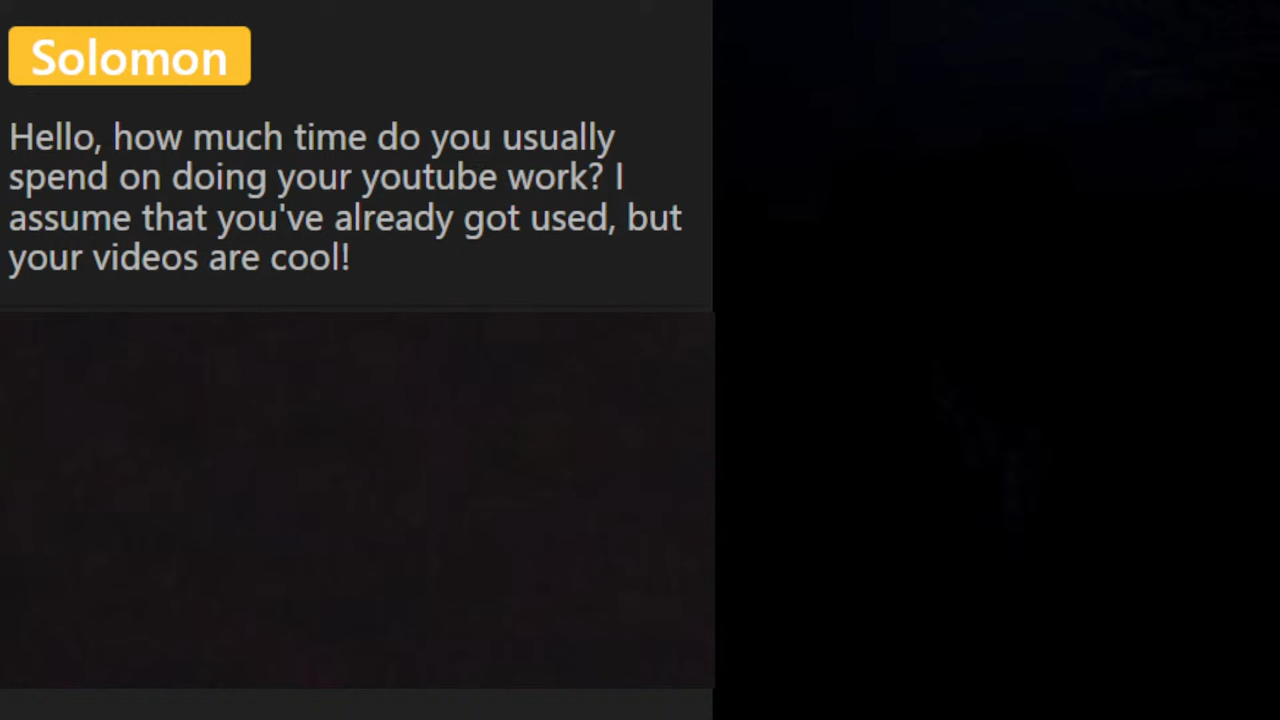 Solomon
Hello, how much time do you usually
spend on doing your youtube work? I
assume that you've already got used, but
your videos are cool!